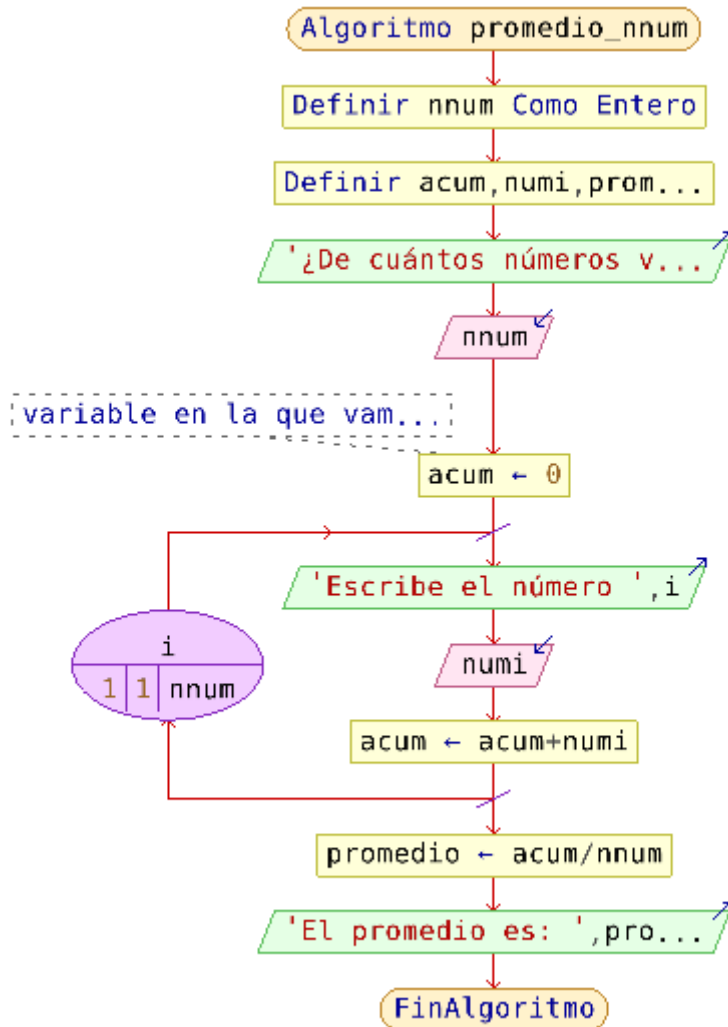 Algoritmo promedio_nnum
Definir nnum Como Entero
Definir acum,numi,prom...
'¿De cuántos números v...
nnum
variable en la que vam...
acum ← 0
'Escribe el número ',i
i
1 1 nnum
numi
acum ← acum+numi
promedio ← acum/nnum
'El promedio es: ',pro...
FinAlgoritmo